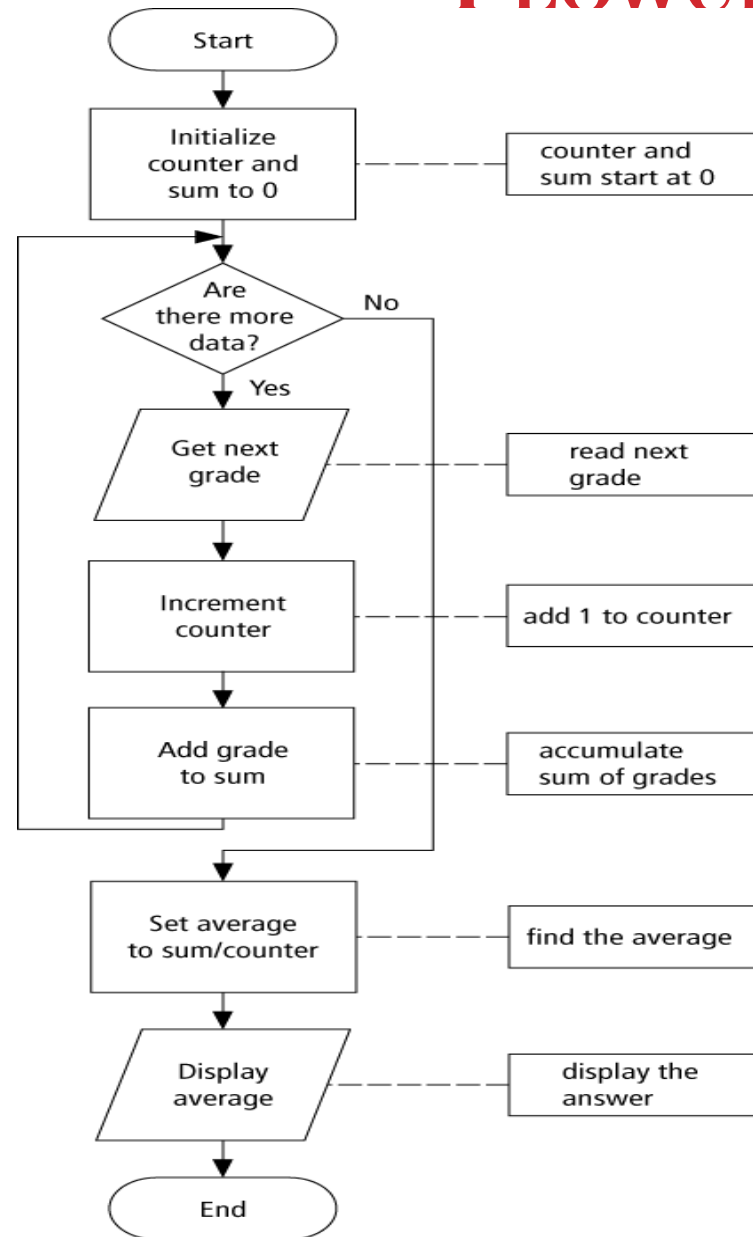 Start
Initialize
counter and
sum to 0
counter and
sum start at 0
Are
there more
data?
No
Yes
Get next
grade
read next
grade
Increment
counter
add 1 to counter
Add grade
to sum
accumulate
sum of grades
Set average
to sum/counter
find the average
Display
average
display the
answer
End